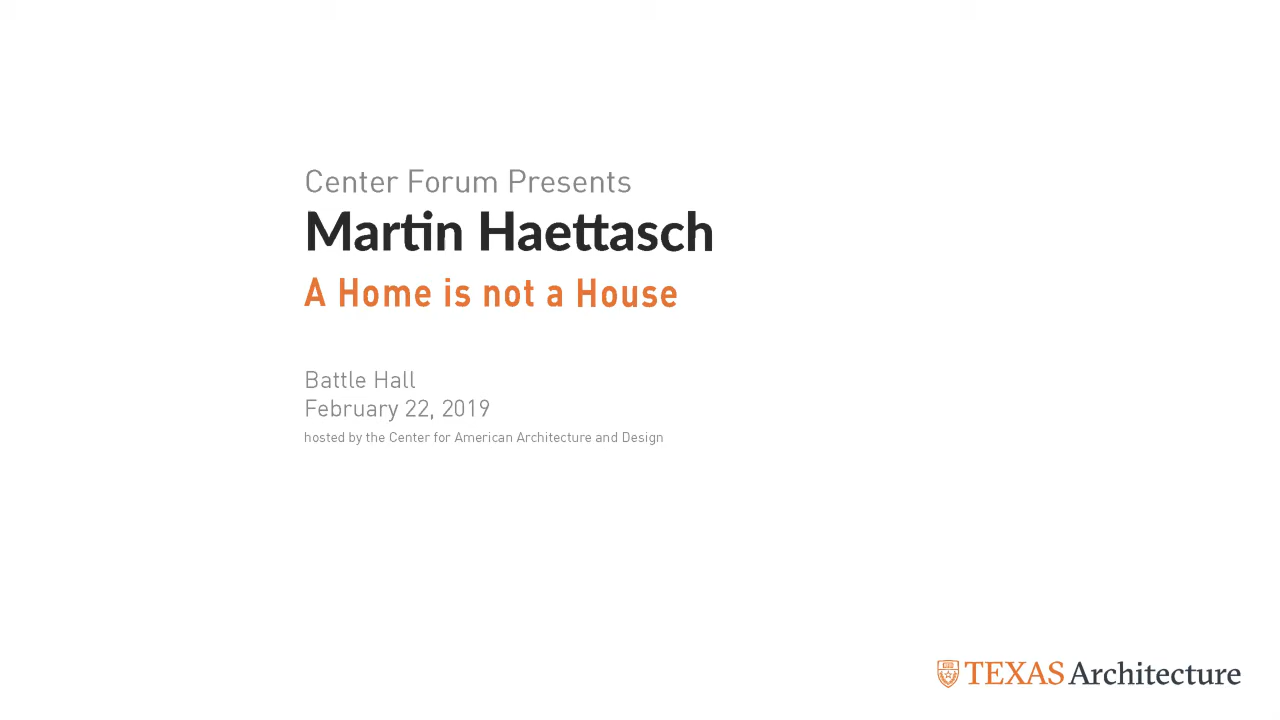 Center Forum Presents
Martin Haettasch
A Home is not a House
Battle Hall
February 22, 2019
hosted by the Center for American Architecture and Design
TEXAS Architecture